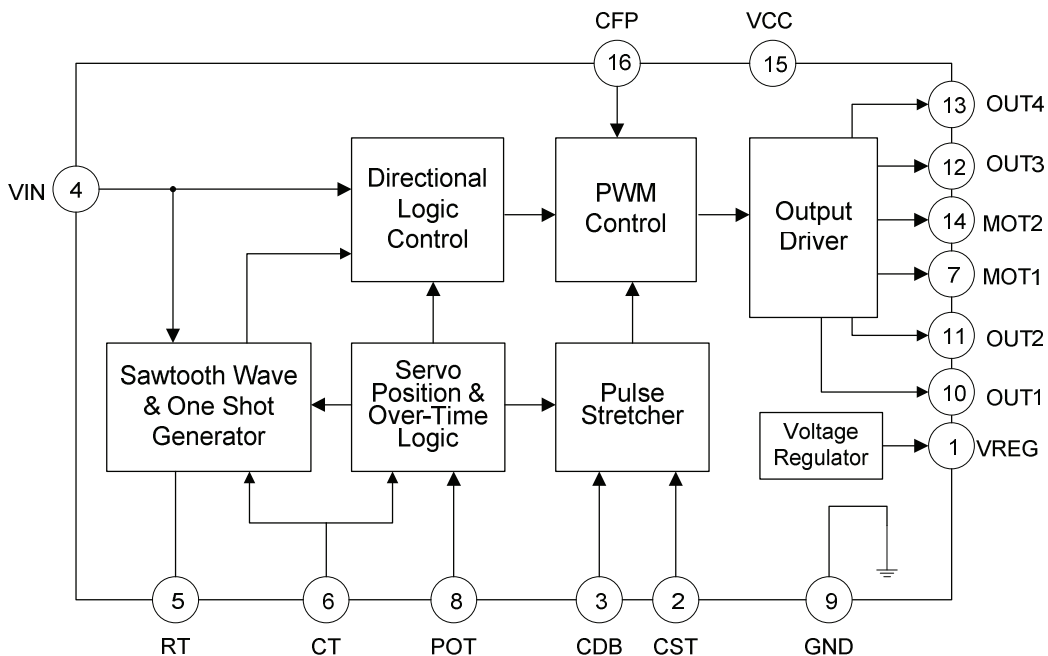 CFP
VCC
16
15
13
OUT4
VIN
4
Directional
Logic
Control
PWM
Control
Output
Driver
12
OUT3
14
MOT2
7
MOT1
11
OUT2
10
OUT1
Sawtooth Wave
& One Shot
Generator
Servo
Position &
Over-Time
Logic
Pulse
Stretcher
Voltage
Regulator
1
VREG
5
6
8
3
2
9
RT
CT
POT
CDB
CST
GND